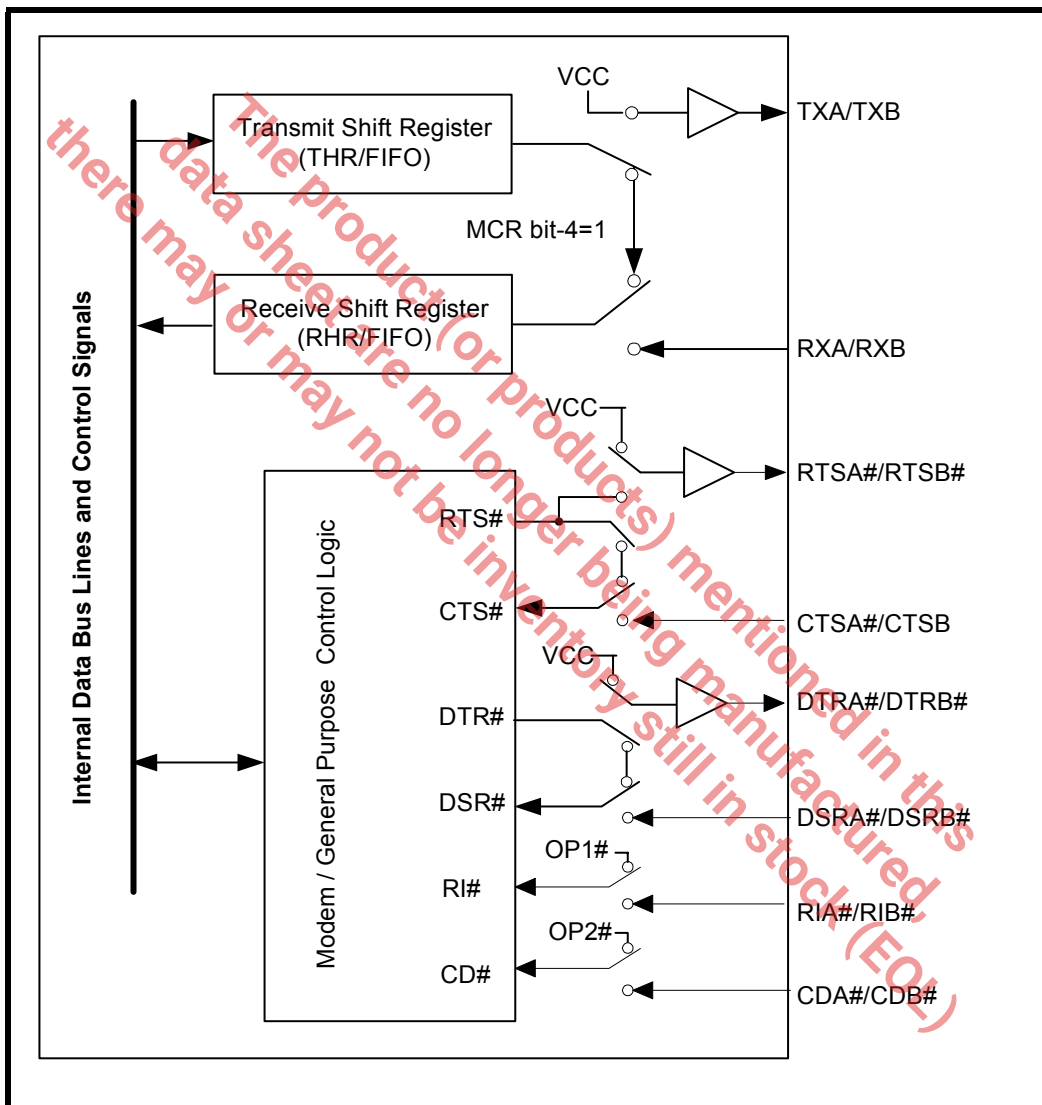 VCC
TXA/TXB
Transmit Shift Register
(THR/FIFO)
MCR bit-4=1
Receive Shift Register
(RHR/FIFO)
RXA/RXB
Internal Data Bus Lines and Control Signals
VCC
RTSA#/RTSB#
Modem / General Purpose Control Logic
RTS#
CTS#
CTSA#/CTSB
VCC
DTRA#/DTRB#
DTR#
DSR#
DSRA#/DSRB#
OP1#
RI#
RIA#/RIB#
OP2#
CD#
CDA#/CDB#
The product (or products) mentioned in this
data sheet are no longer being manufactured,
there may or may not be inventory still in stock (EOL)